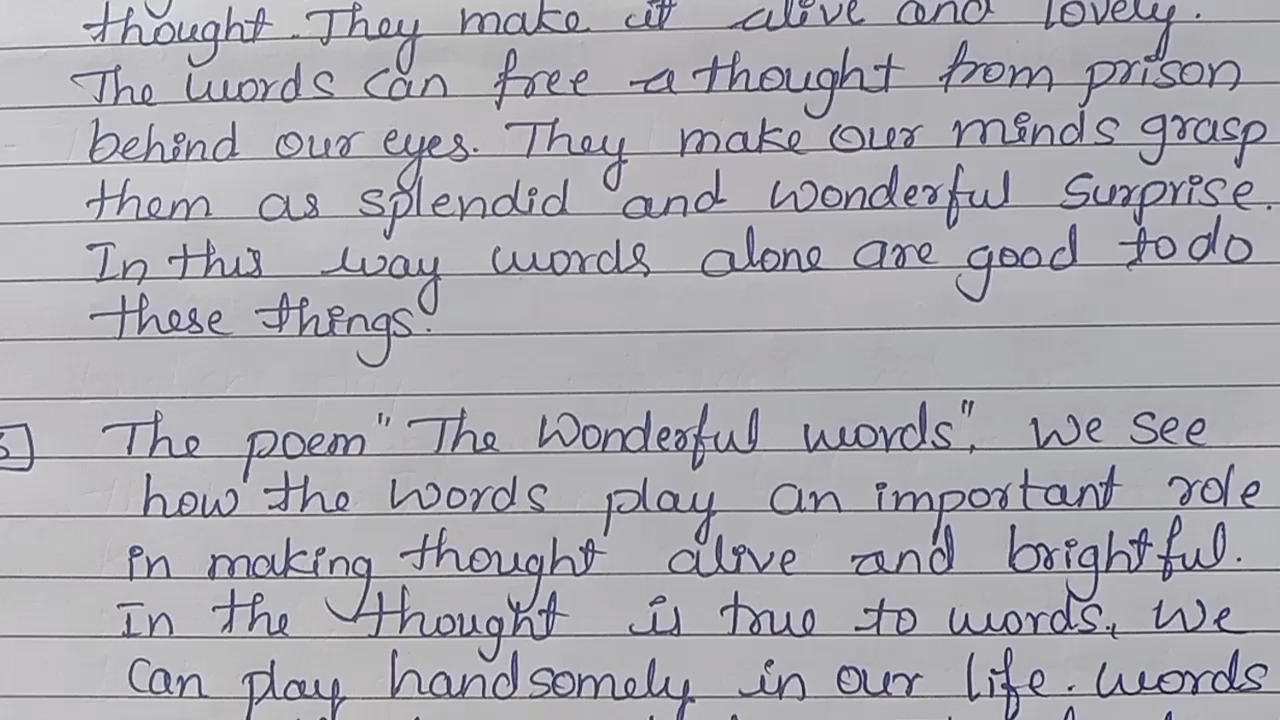 thought. They make it alive and lovely.
The words can free a thought from prison
behind our eyes. They make our minds grasp
them as splendid and wonderful surprise.
In this way words alone are good to do
these things.
5] The poem "The Wonderful words", we see
how the words play an important role
in making thought alive and brightful.
In the thought is true to words, we
can play handsomely in our life. words